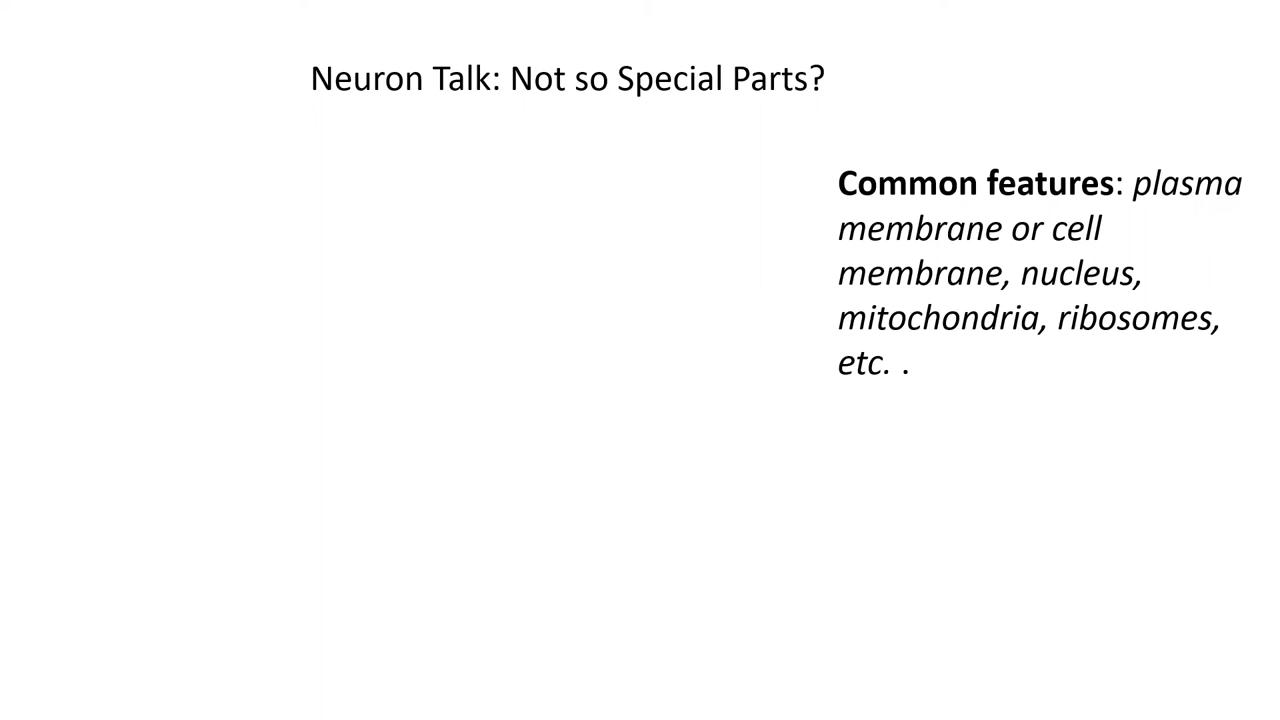 Neuron Talk: Not so Special Parts?
Common features: plasma
membrane or cell
membrane, nucleus,
mitochondria, ribosomes,
etc. .